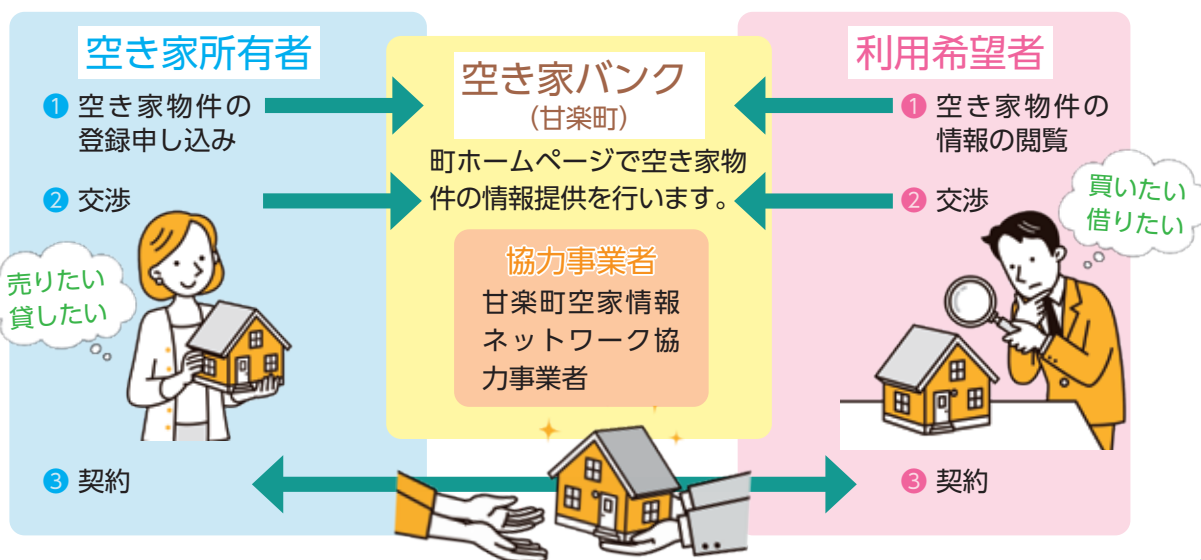 空き家所有者
❶ 空き家物件の
登録申し込み
❷ 交渉
売りたい
貸したい
❸ 契約
空き家バンク
(甘楽町)
町ホームページで空き家物
件の情報提供を行います。
協力事業者
甘楽町空家情報
ネットワーク協
力事業者
利用希望者
❶ 空き家物件の
情報の閲覧
❷ 交渉
買いたい
借りたい
❸ 契約